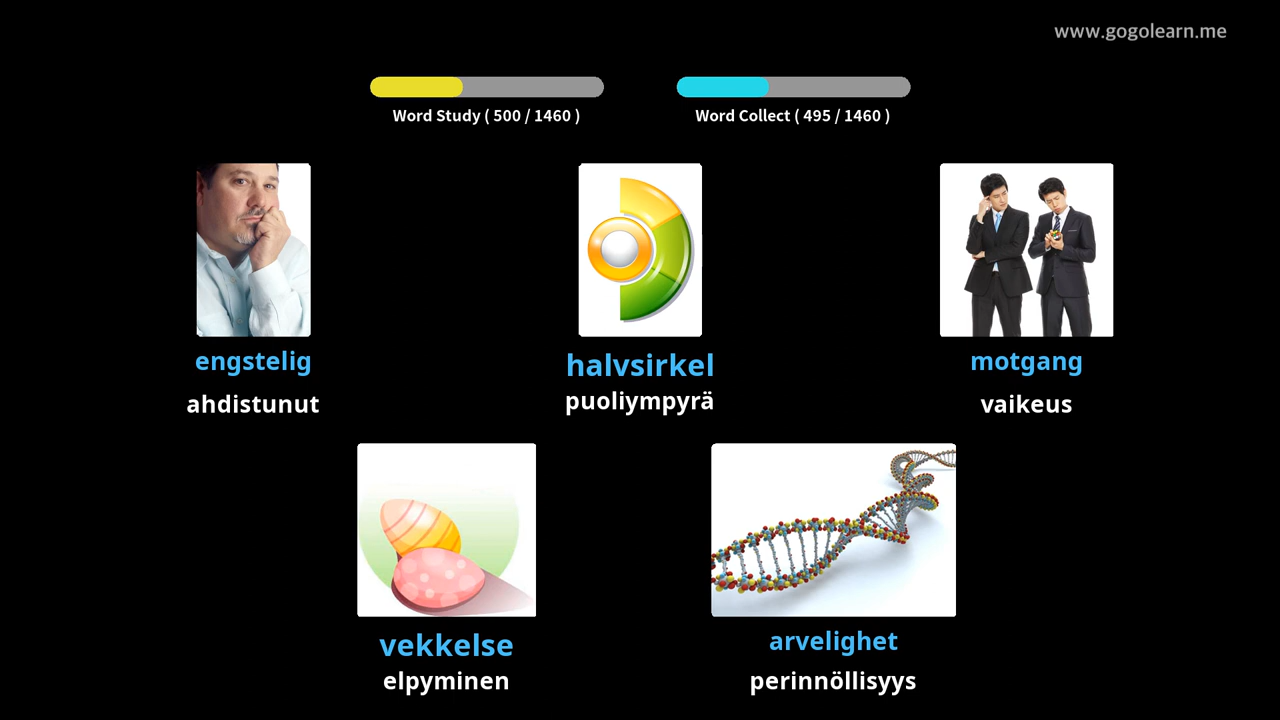 www.gogolearn.me
Word Study ( 500 / 1460 )
Word Collect ( 495 / 1460 )
engstelig
halvsirkel
motgang
ahdistunut
puoliympyrä
vaikeus
vekkelse
arvelighet
elpyminen
perinnöllisyys